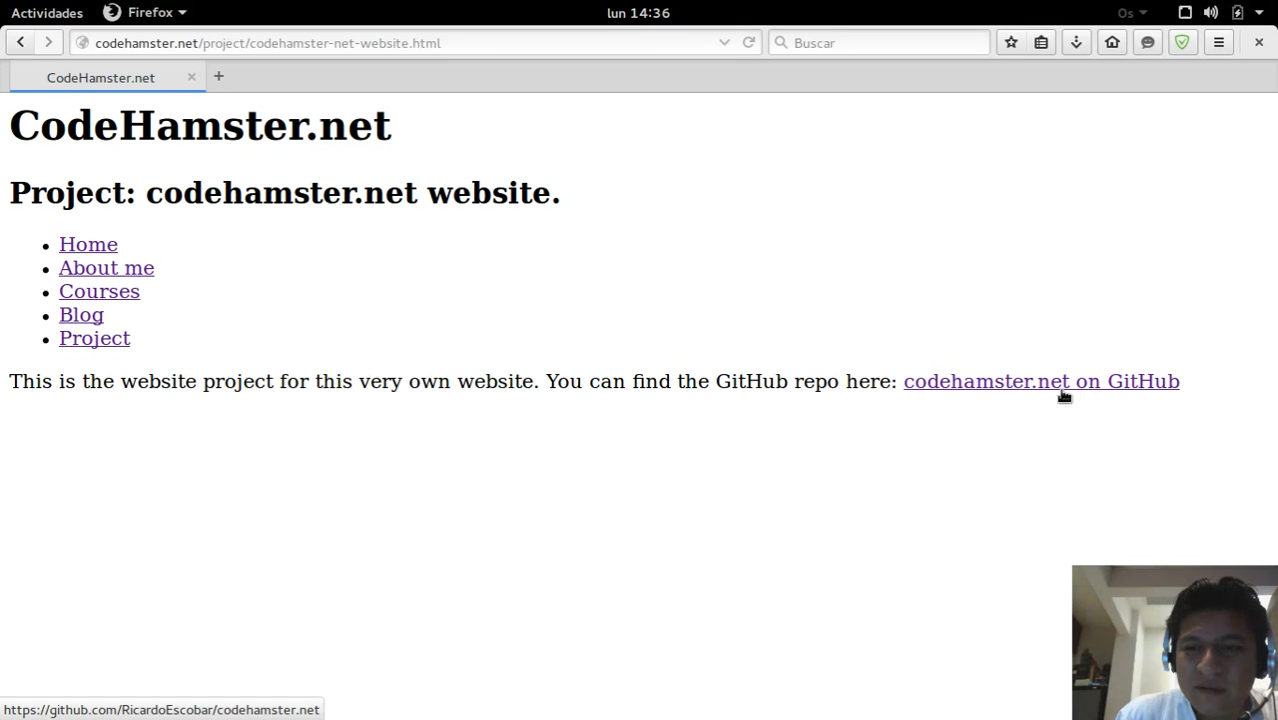 Actividades Firefox lun 14:36 Os
codehamster.net/project/codehamster-net-website.html Buscar
CodeHamster.net
CodeHamster.net
Project: codehamster.net website.
Home
About me
Courses
Blog
Project
This is the website project for this very own website. You can find the GitHub repo here: codehamster.net on GitHub
https://github.com/RicardoEscobar/codehamster.net